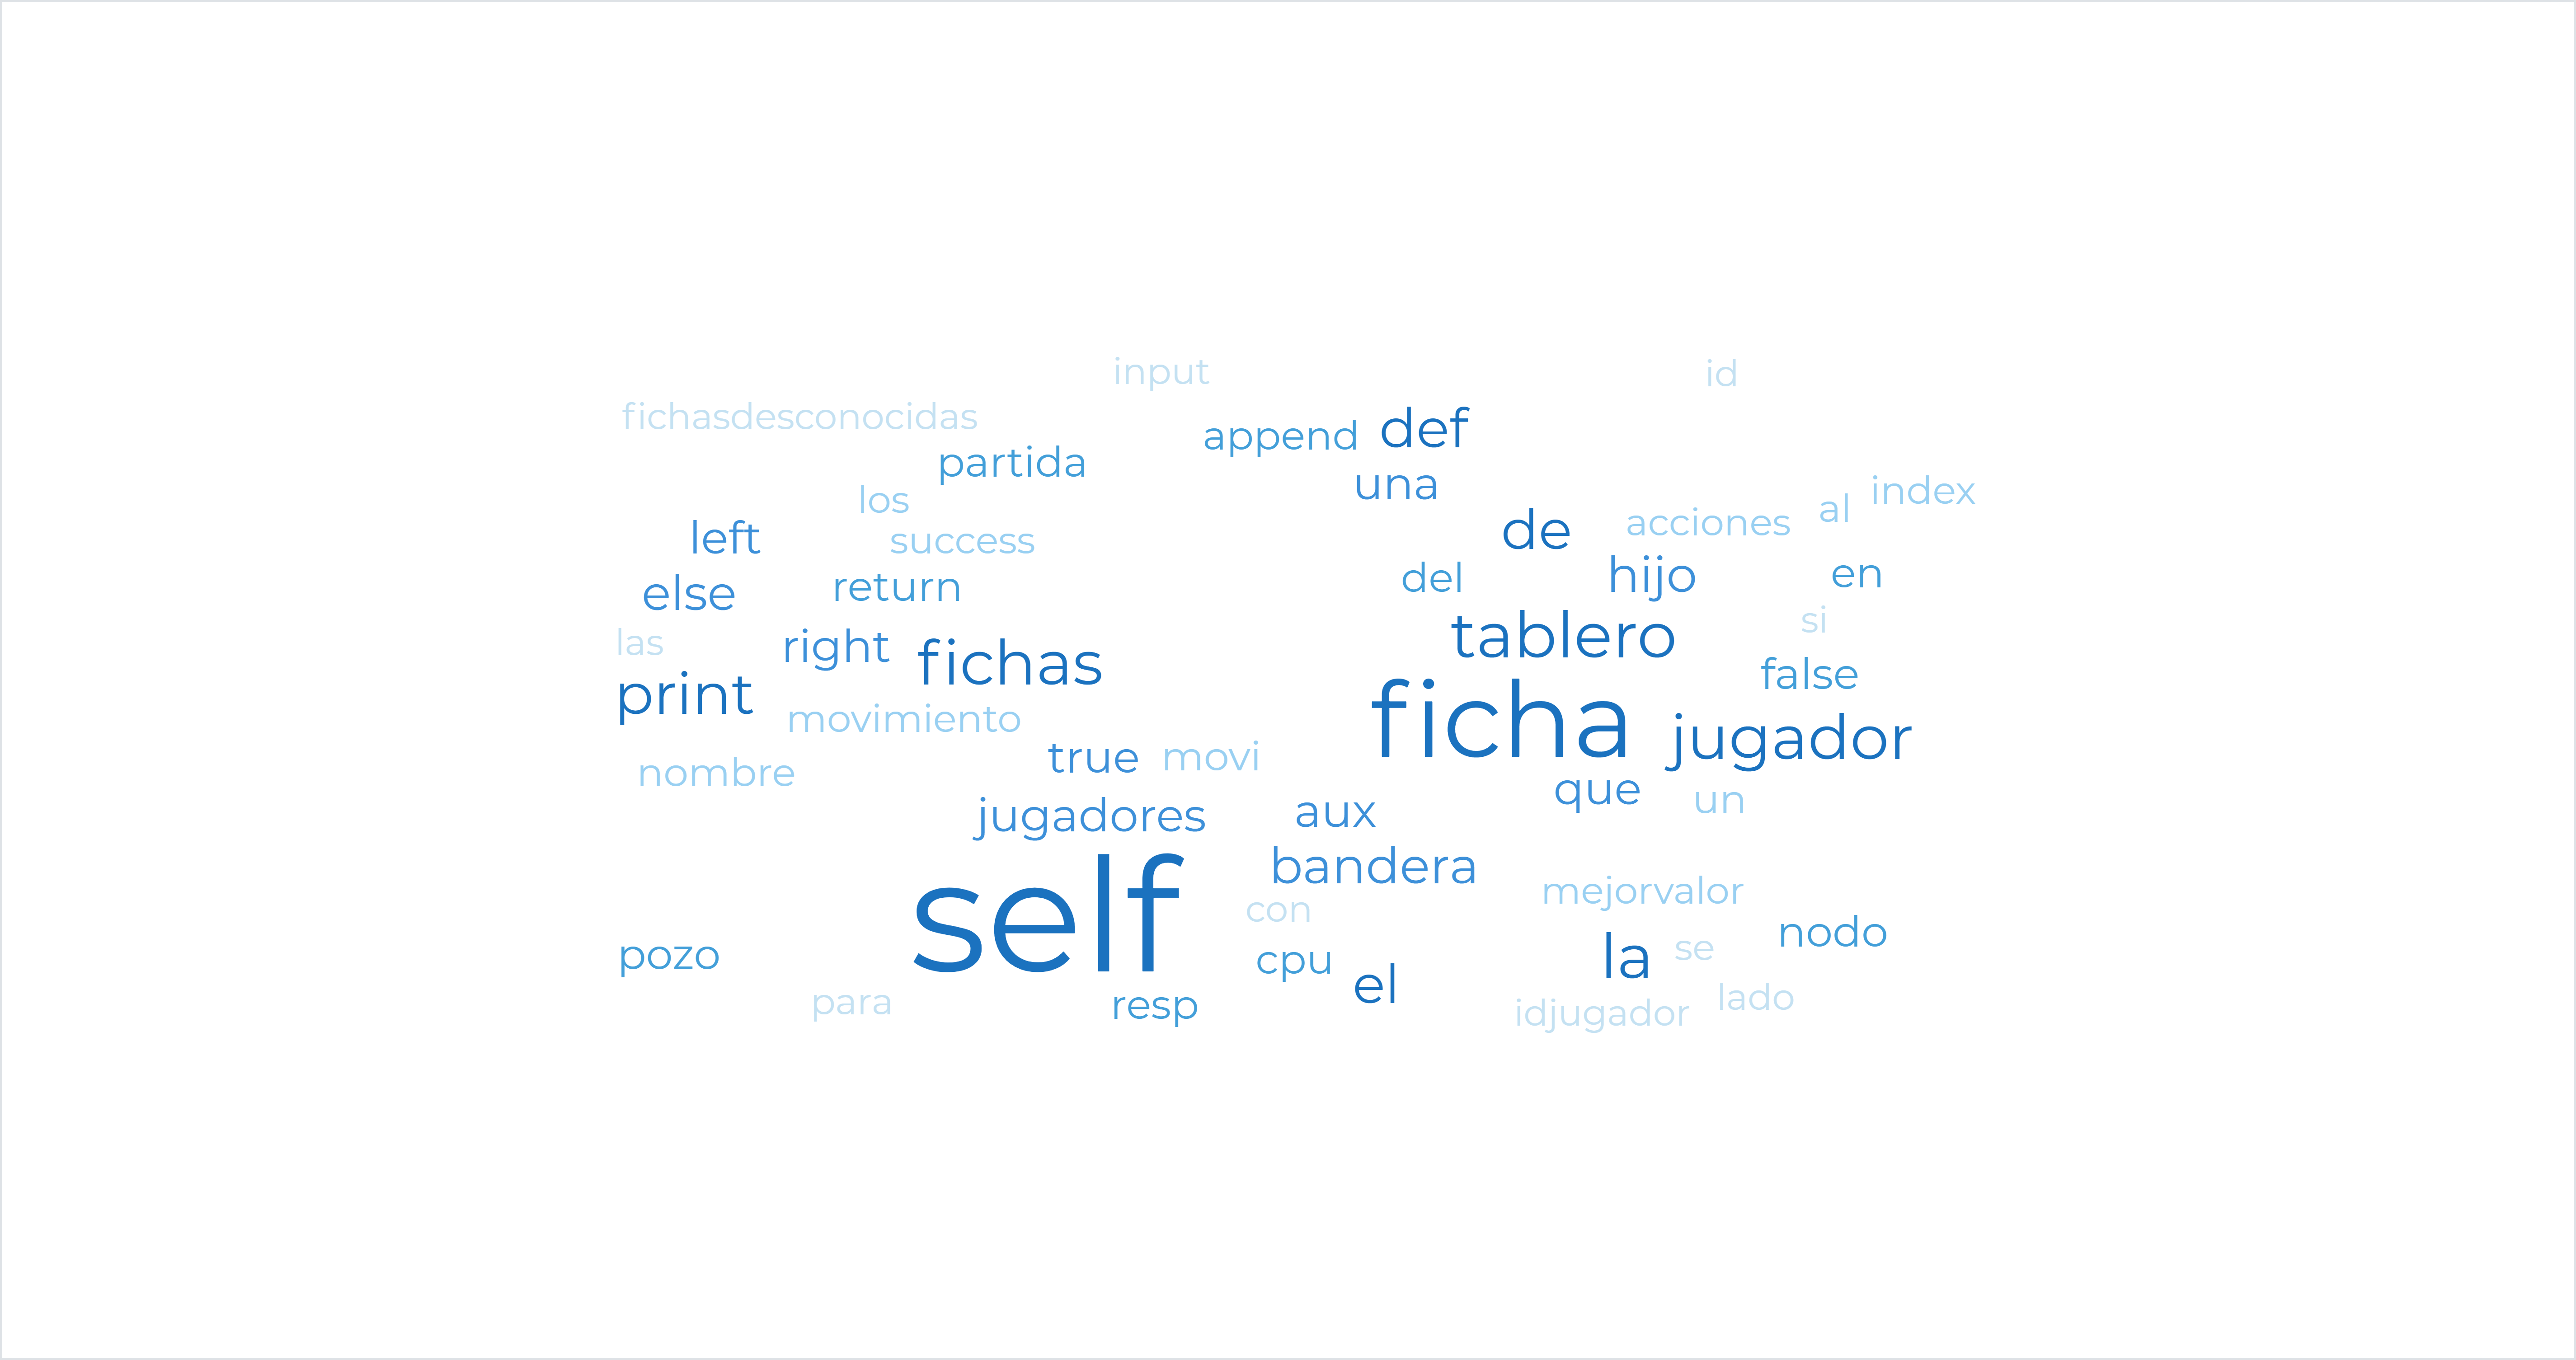 input
id
fichasdesconocidas
append def
partida
una
los
index
al
acciones
de
left
success
del
hijo
en
else
return
si
las
right
fichas
tablero
false
print
movimiento
ficha
jugador
true
movi
nombre
que
un
jugadores
aux
bandera
mejorvalor
self
con
nodo
pozo
cpu
la
se
el
para
resp
idjugador
lado